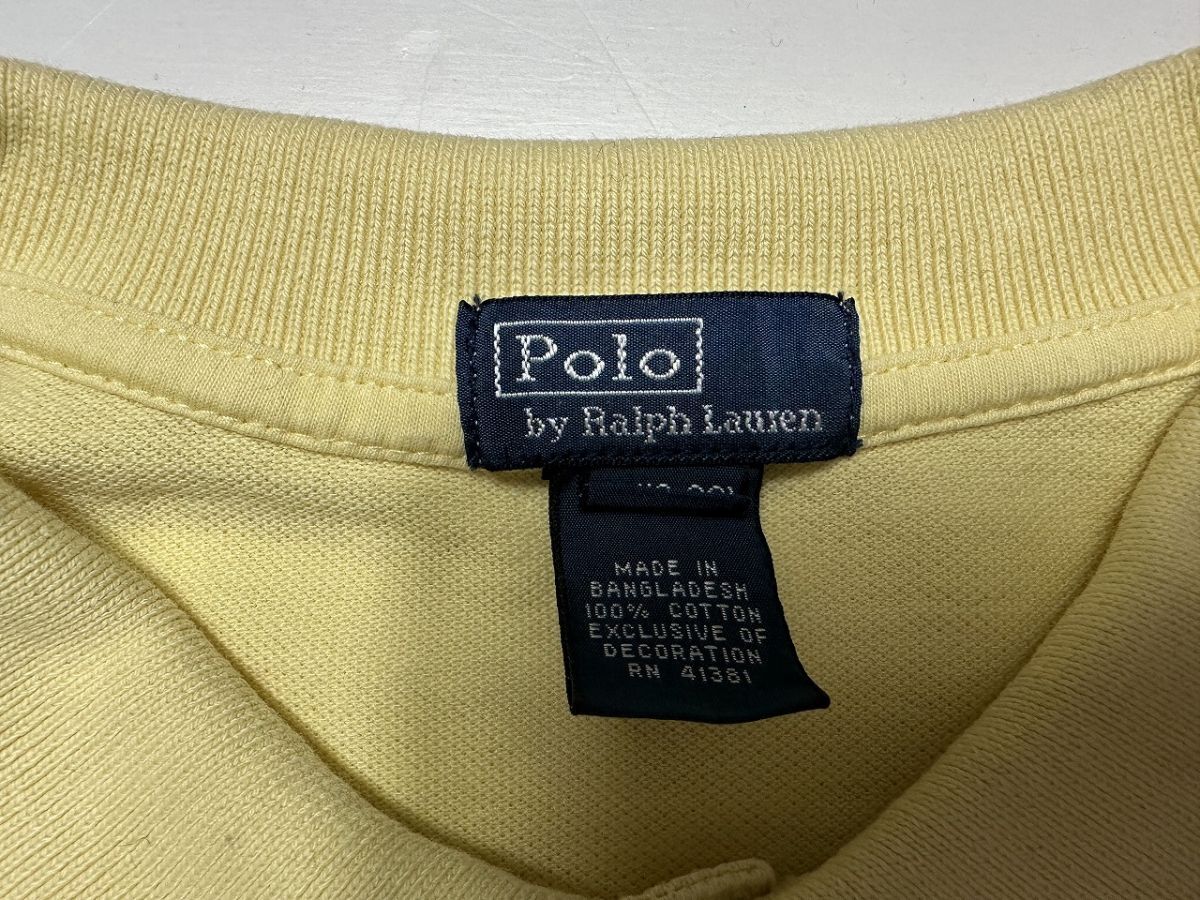 Polo
by Ralph Lauren
MADE IN
BANGLADESH
100% COTTON
EXCLUSIVE OF
DECORATION
RN 41381